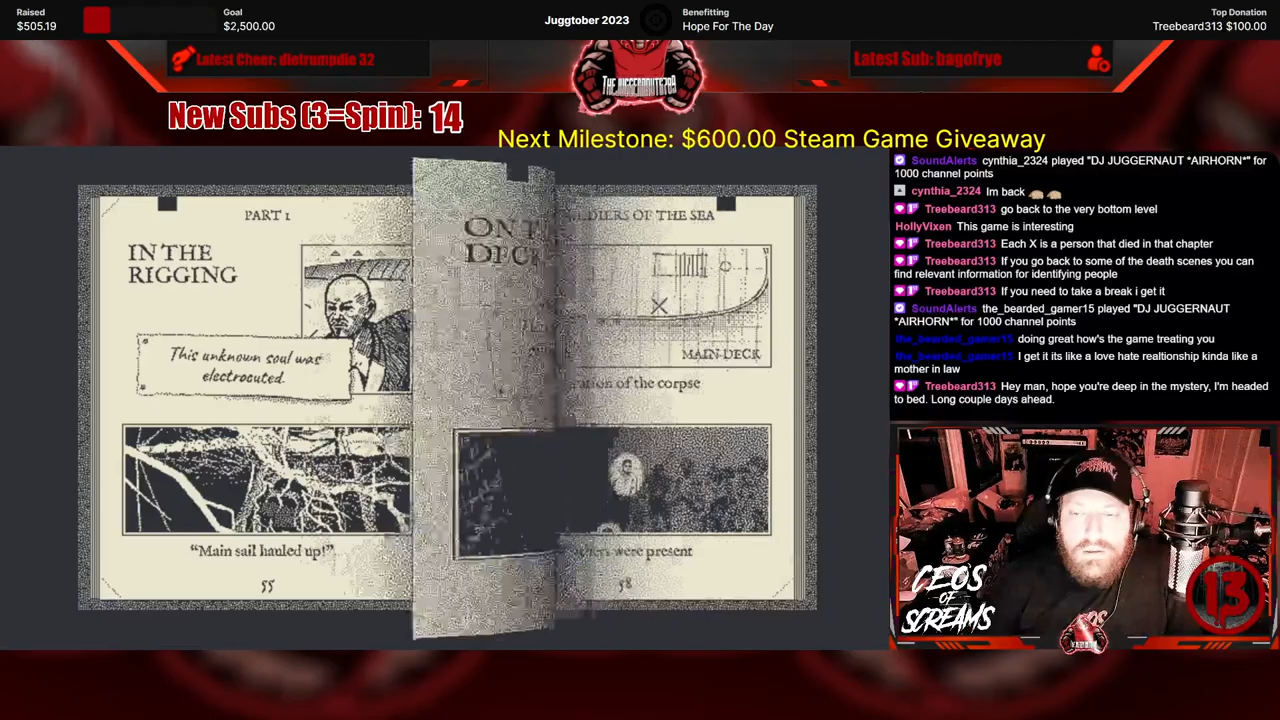 Raised
$505.19
Goal
$2,500.00
Juggtober 2023
Benefitting
Hope For The Day
Top Donation
Treebeard313 $100.00
Latest Cheer: dietrumpdie 32
THEJUGGERNAUT6789
Latest Sub: bagofrye
New Subs (3=Spin): 14
Next Milestone: $600.00 Steam Game Giveaway
PART 1
IN THE
RIGGING
This unknown soul was
electrocuted.
"Main sail hauled up!"
55
ON
DECK
SOLDIERS OF THE SEA
MAIN DECK
of the corpse
were present
58
SoundAlerts cynthia_2324 played "DJ JUGGERNAUT *AIRHORN*" for
1000 channel points
cynthia_2324 Im back
Treebeard313 go back to the very bottom level
HollyVixen This game is interesting
Treebeard313 Each X is a person that died in that chapter
Treebeard313 If you go back to some of the death scenes you can
find relevant information for identifying people
Treebeard313 If you need to take a break i get it
SoundAlerts the_bearded_gamer15 played "DJ JUGGERNAUT
*AIRHORN*" for 1000 channel points
the_bearded_gamer15 doing great how's the game treating you
the_bearded_gamer15 I get it its like a love hate realtionship kinda like a
mother in law
Treebeard313 Hey man, hope you're deep in the mystery, I'm headed
to bed. Long couple days ahead.
CEOS
OF
SCREAMS
13